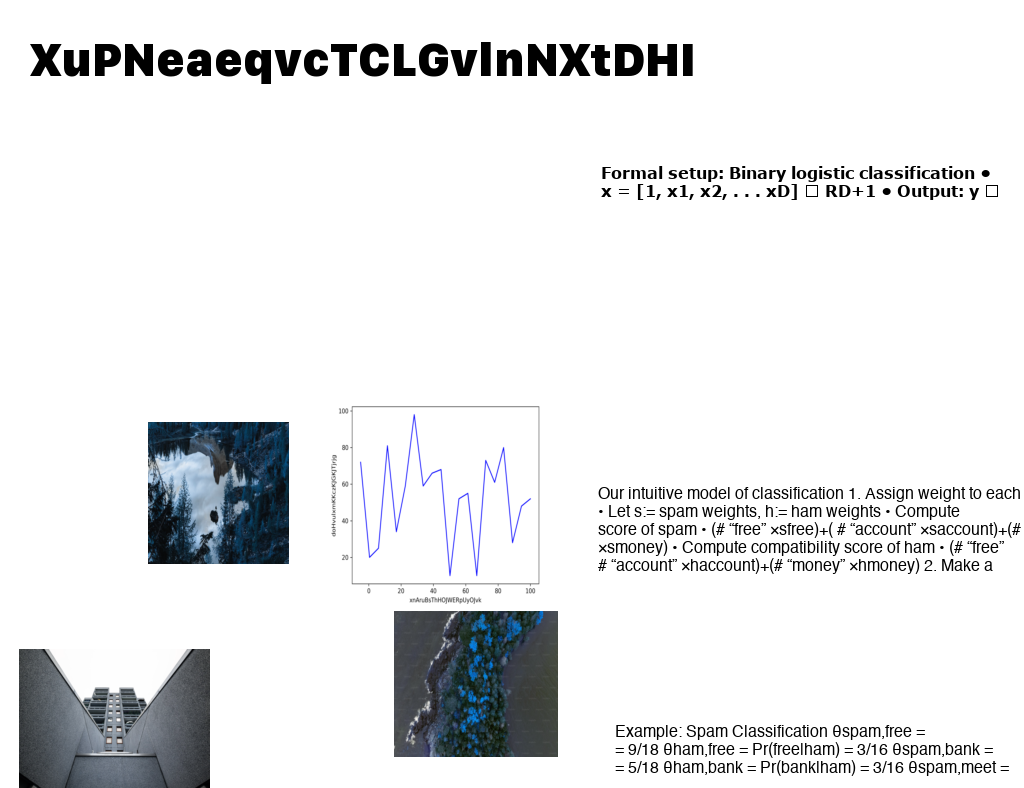 XuPNeaeqvcTCLGvlnNXtDHI
Formal setup: Binary logistic classification ●
x = [1, x1, x2, . . . xD] □ RD+1 ● Output: y □
100
80
60
40
20
0 20 40 60 80 100
xnAruBsThHOJWERpUyOJvk
Our intuitive model of classification 1. Assign weight to each
• Let s:= spam weights, h:= ham weights • Compute
score of spam • (# “free” ×sfree)+( # “account” ×saccount)+(#
×smoney) • Compute compatibility score of ham • (# “free”
# “account” ×haccount)+(# “money” ×hmoney) 2. Make a
Example: Spam Classification θspam,free =
= 9/18 θham,free = Pr(free|ham) = 3/16 θspam,bank =
= 5/18 θham,bank = Pr(bank|ham) = 3/16 θspam,meet =